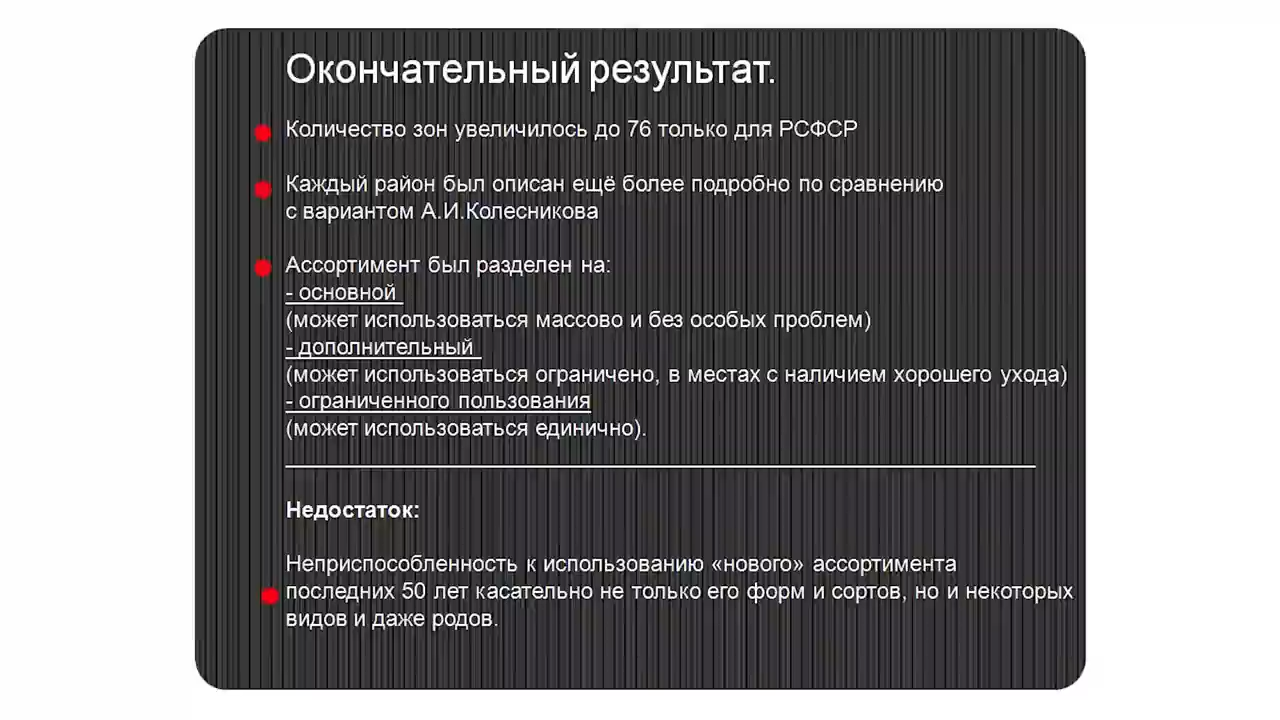 Окончательный результат.
Количество зон увеличилось до 76 только для РСФСР
Каждый район был описан ещё более подробно по сравнению
с вариантом А.И.Колесникова
Ассортимент был разделен на:
- основной
(может использоваться массово и без особых проблем)
- дополнительный
(может использоваться ограничено, в местах с наличием хорошего ухода)
- ограниченного пользования
(может использоваться единично).
Недостаток:
Неприспособленность к использованию «нового» ассортимента
последних 50 лет касательно не только его форм и сортов, но и некоторых
видов и даже родов.